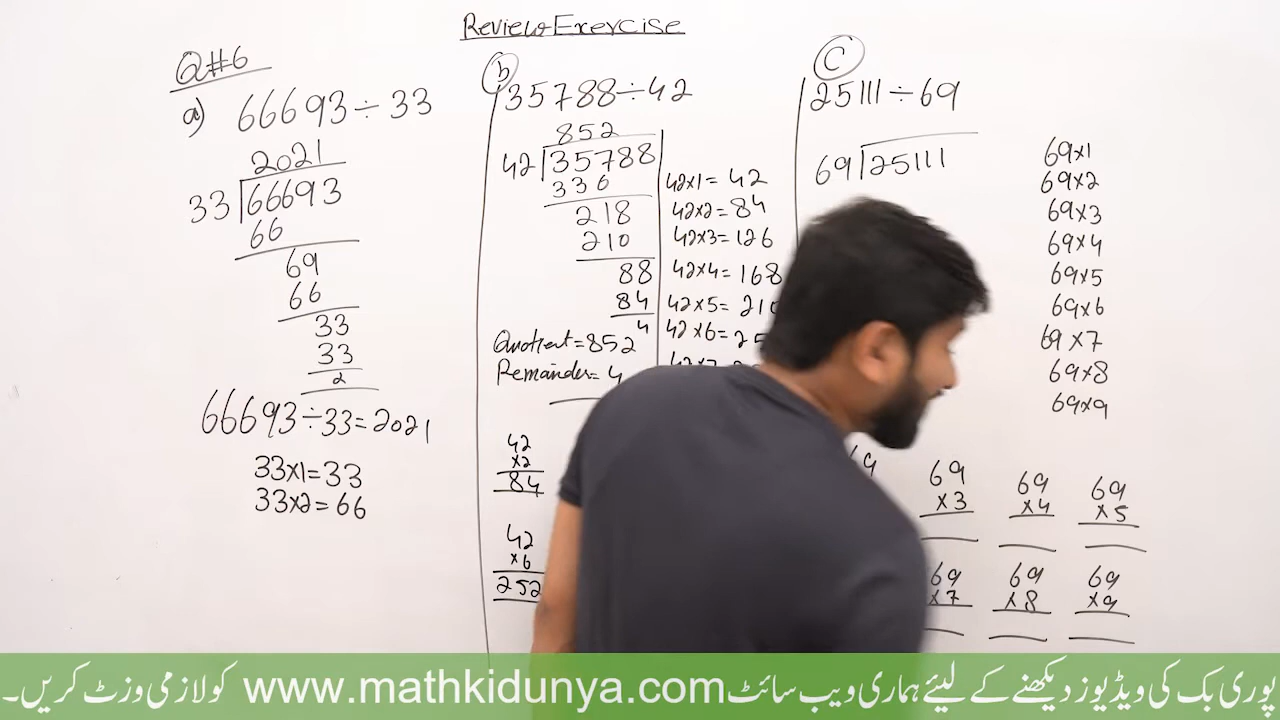 Review Exercise
Q#6
a) 66693÷33
2021
33 66693
66
69
66
33
33
2
66693÷33=2021
33x1=33
33x2=66
b
35788÷42
852
42 35788
336
218
210
88
84
4
Quotient=852
Remainder=4
42x1=42
42x2=84
42x3=126
42x4=168
42x5=210
42x6=25
42
x2
84
42
x6
252
C
25111÷69
69 25111
69x1
69x2
69x3
69x4
69x5
69x6
69x7
69x8
69x9
69
x3
69
x4
69
x5
69
x7
69
x8
69
x9
پوری بک کی ویڈیوز دیکھنے کے لیئے ہماری ویب سائٹ www.mathkidunya.com کو لازمی وزٹ کریں۔